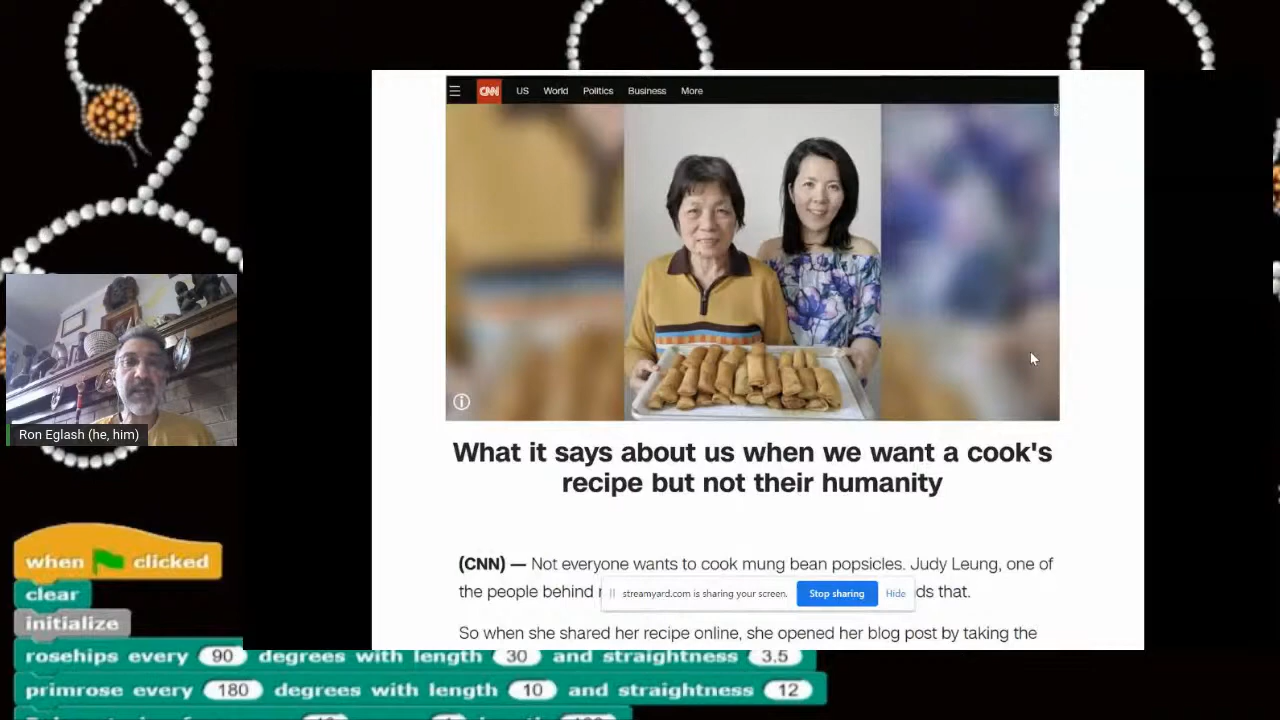 CNN US World Politics Business More
Ron Eglash (he, him)
What it says about us when we want a cook's
recipe but not their humanity
(CNN) — Not everyone wants to cook mung bean popsicles. Judy Leung, one of
the people behind
ds that.
streamyard.com is sharing your screen. Stop sharing Hide
So when she shared her recipe online, she opened her blog post by taking the
when clicked
clear
initialize
rosehips every 90 degrees with length 30 and straightness 3.5
primrose every 180 degrees with length 10 and straightness 12